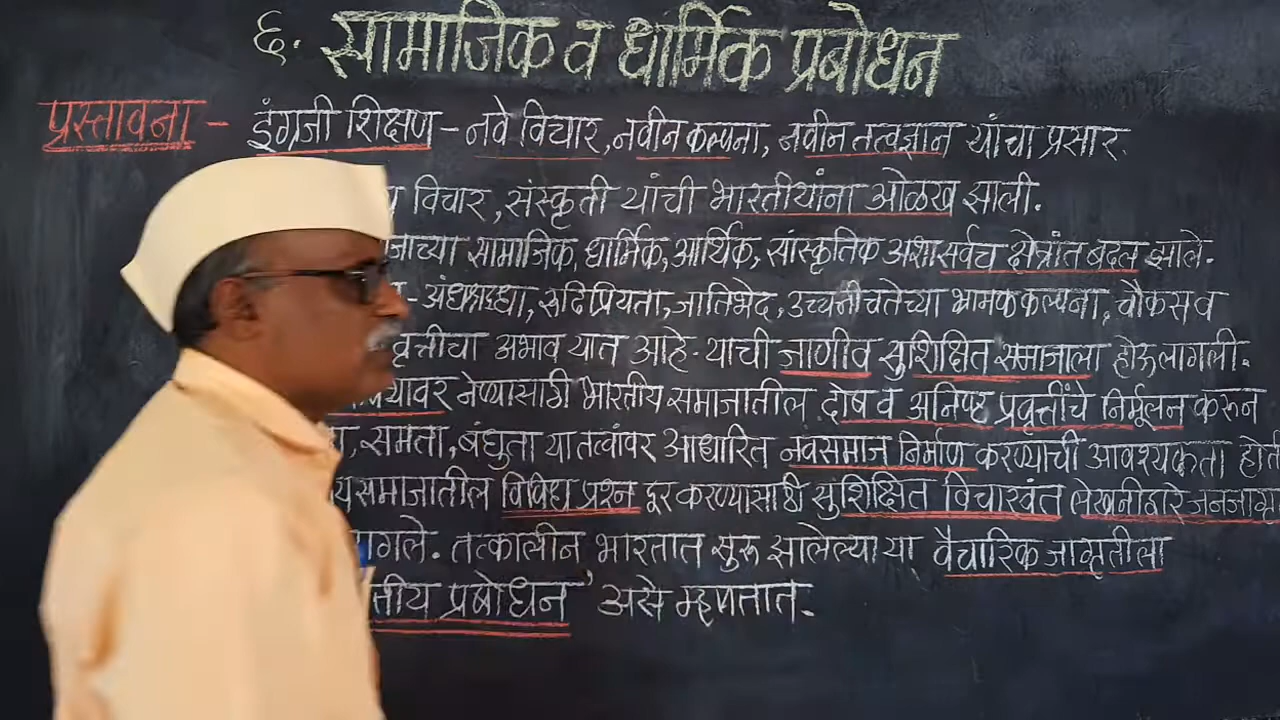 ६. सामाजिक व धार्मिक प्रबोधन
प्रस्तावना - इंग्रजी शिक्षण - नवे विचार, नवीन कल्पना, नवीन तत्वज्ञान यांचा प्रसार.
विचार, संस्कृती यांची भारतीयांना ओळख झाली.
सामाजिक, धार्मिक, आर्थिक, सांस्कृतिक अशा सर्वच क्षेत्रांत बदल झाले.
- अंधश्रद्धा, रूढिप्रियता, जातिभेद, उच्चनीचतेच्या भ्रामक कल्पना, चौकस व
अभाव यात आहे. याची जाणीव सुशिक्षित समाजाला होऊ लागली.
नेण्यासाठी भारतीय समाजातील दोष व अनिष्ट प्रवृत्तींचे निर्मूलन करून
, समता, बंधुता या तत्वांवर आधारित नवसमाज निर्माण करण्याची आवश्यकता
समाजातील विविध प्रश्न दूर करण्यासाठी सुशिक्षित विचारवंत लेखनीद्वारे
. तत्कालीन भारतात सुरू झालेल्या या वैचारिक जागृतीला
प्रबोधन' असे म्हणतात.